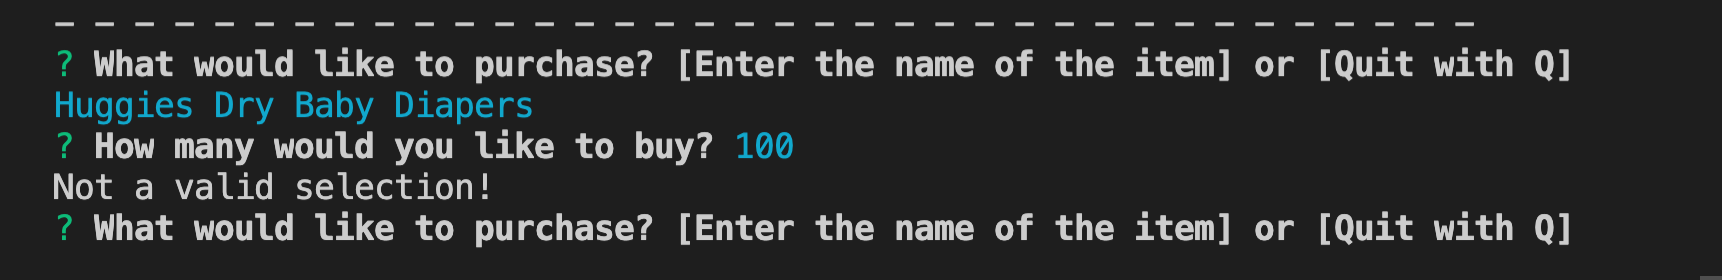 - - - - - - - - - - - - - - - - - - - - - - - - - - - - - - - - - - - -
? What would like to purchase? [Enter the name of the item] or [Quit with Q]
Huggies Dry Baby Diapers
? How many would you like to buy? 100
Not a valid selection!
? What would like to purchase? [Enter the name of the item] or [Quit with Q]